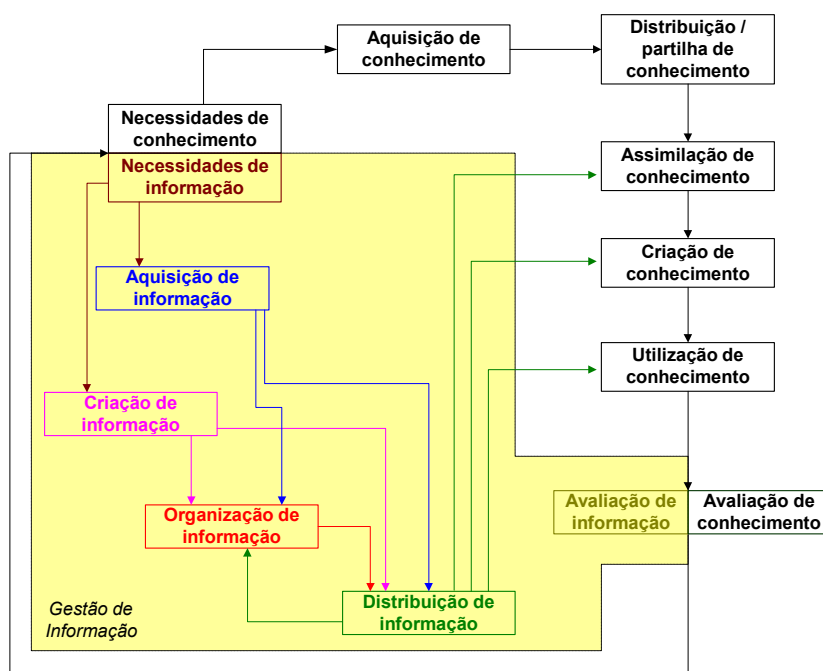 Aquisição de
conhecimento
Distribuição /
partilha de
conhecimento
Necessidades de
conhecimento
Necessidades de
informação
Assimilação de
conhecimento
Aquisição de
informação
Criação de
conhecimento
Utilização de
conhecimento
Criação de
informação
Organização de
informação
Avaliação de
informação
Avaliação de
conhecimento
Distribuição de
informação
Gestão de
Informação